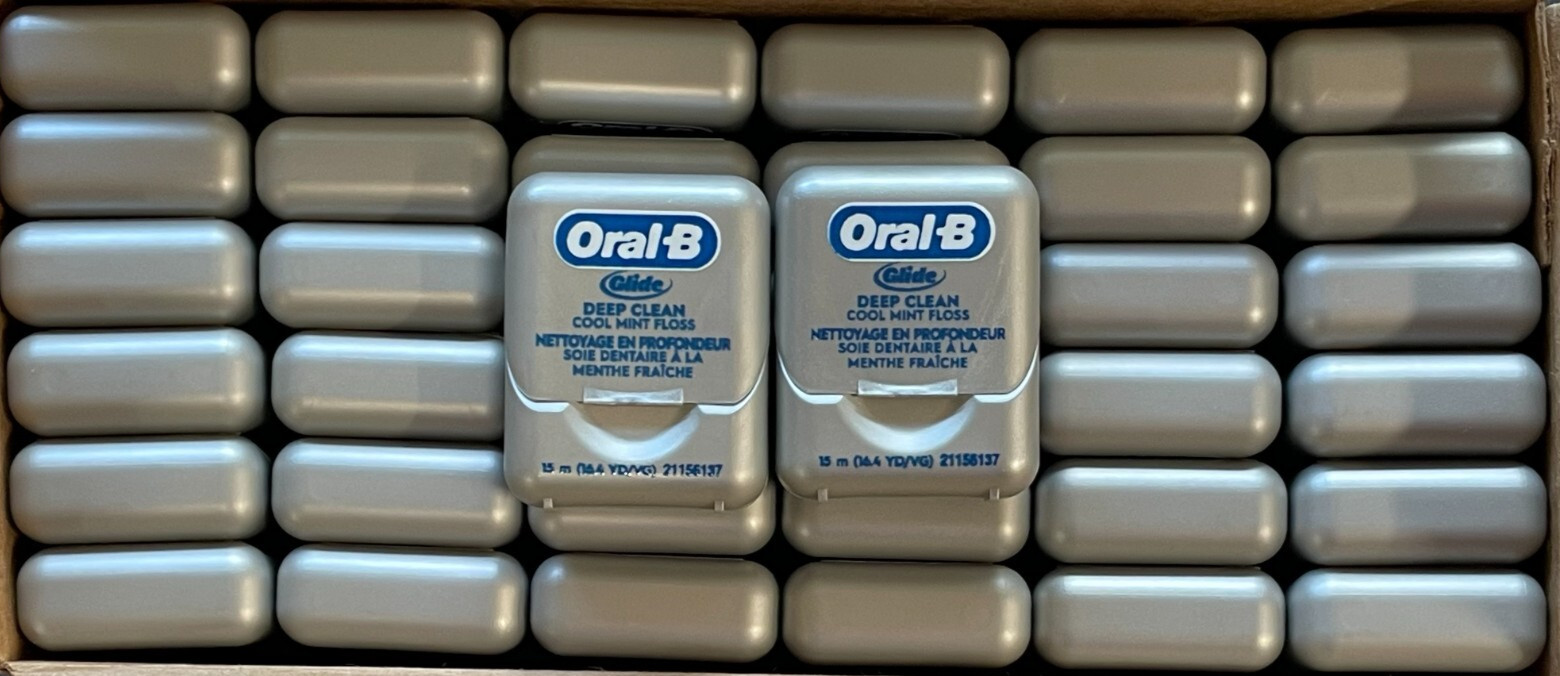 Oral-B
Glide
DEEP CLEAN
COOL MINT FLOSS
NETTOYAGE EN PROFONDEUR
SOIE DENTAIRE À LA
MENTHE FRAÎCHE
15 m (16.4 YD/VG) 21156137
Oral-B
Glide
DEEP CLEAN
COOL MINT FLOSS
NETTOYAGE EN PROFONDEUR
SOIE DENTAIRE À LA
MENTHE FRAÎCHE
15 m (16.4 YD/VG) 21156137